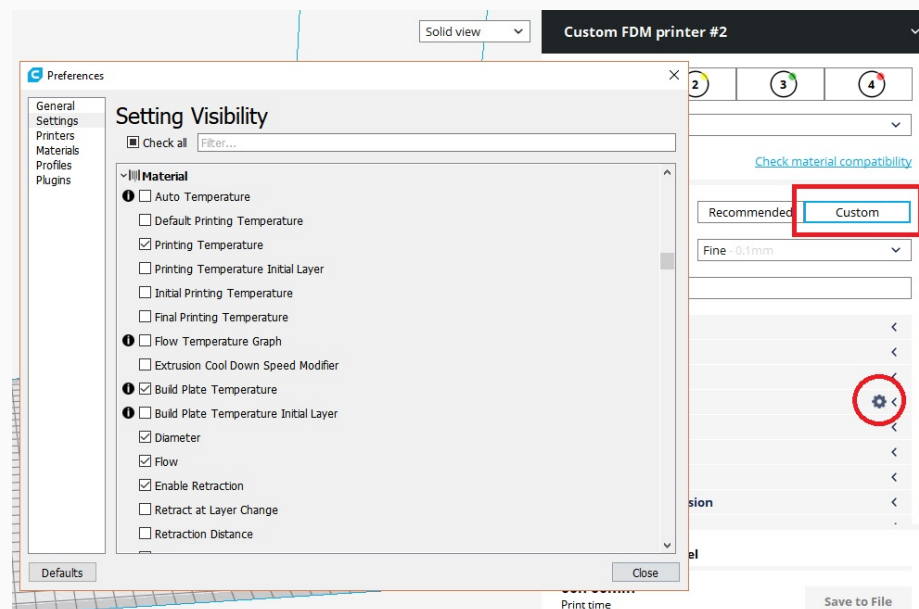 Solid view
Custom FDM printer #2
Preferences
2
3
4
General
Settings
Printers
Materials
Profiles
Plugins
Setting Visibility
Check all
Filter...
Check material compatibility
Material
Auto Temperature
Default Printing Temperature
Printing Temperature
Printing Temperature Initial Layer
Initial Printing Temperature
Final Printing Temperature
Flow Temperature Graph
Extrusion Cool Down Speed Modifier
Build Plate Temperature
Build Plate Temperature Initial Layer
Diameter
Flow
Enable Retraction
Retract at Layer Change
Retraction Distance
Recommended
Custom
Fine - 0.1mm
sion
el
Defaults
Close
Print time
Save to File